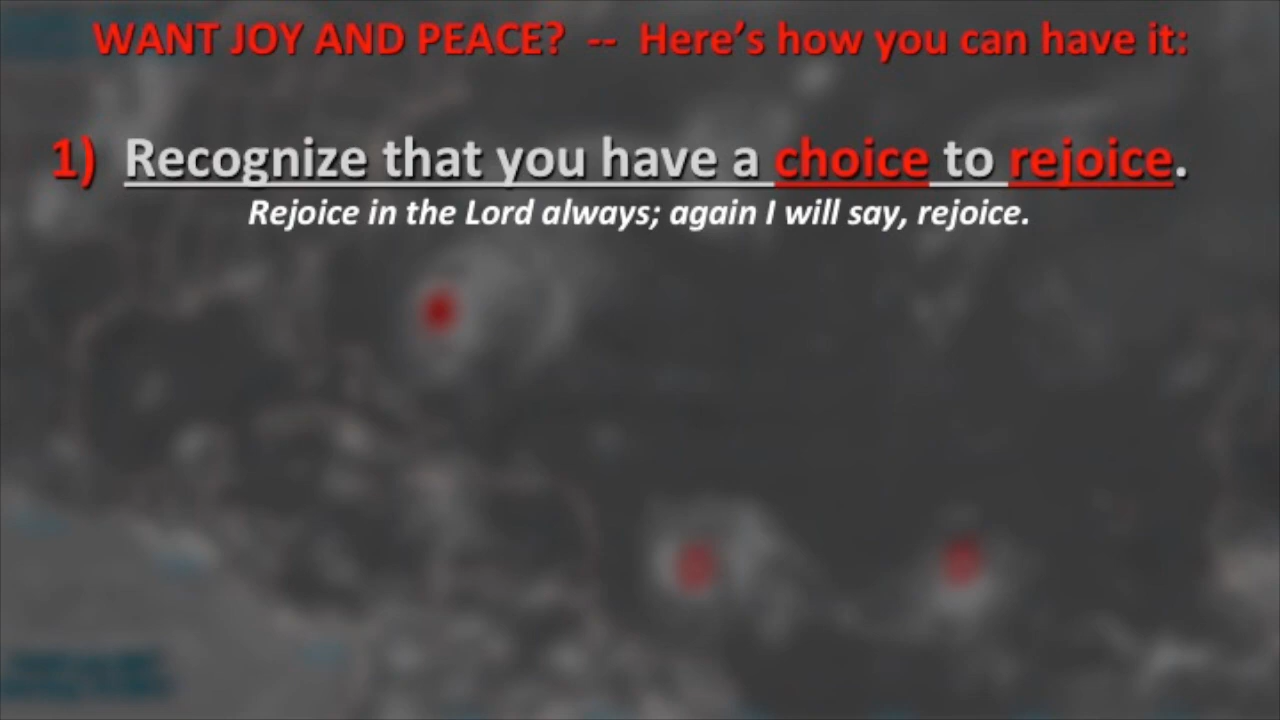 WANT JOY AND PEACE? -- Here’s how you can have it:
1) Recognize that you have a choice to rejoice.
Rejoice in the Lord always; again I will say, rejoice.